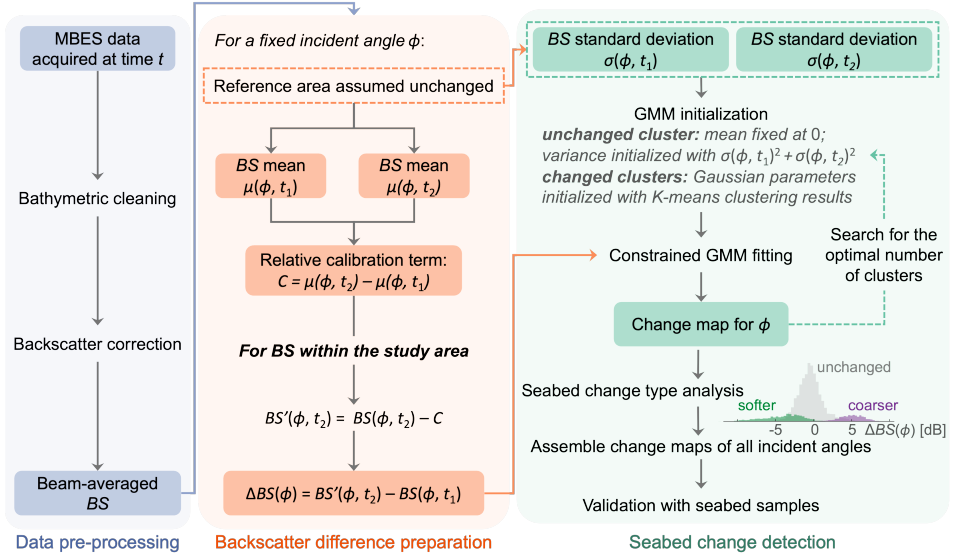 MBES data
acquired at time t
Bathymetric cleaning
Backscatter correction
Beam-averaged
BS
Data pre-processing
For a fixed incident angle ϕ:
Reference area assumed unchanged
BS mean
μ(ϕ, t₁)
BS mean
μ(ϕ, t₂)
Relative calibration term:
C = μ(ϕ, t₂) – μ(ϕ, t₁)
For BS within the study area
BS′(ϕ, t₂) = BS(ϕ, t₂) – C
ΔBS(ϕ) = BS′(ϕ, t₂) – BS(ϕ, t₁)
Backscatter difference preparation
BS standard deviation
σ(ϕ, t₁)
BS standard deviation
σ(ϕ, t₂)
GMM initialization
unchanged cluster: mean fixed at 0;
variance initialized with σ(ϕ, t₁)² + σ(ϕ, t₂)²
changed clusters: Gaussian parameters
initialized with K-means clustering results
Search for the
optimal number
of clusters
Constrained GMM fitting
Change map for ϕ
Seabed change type analysis
unchanged
softer
coarser
-5 0 5 ΔBS(ϕ) [dB]
Assemble change maps of all incident angles
Validation with seabed samples
Seabed change detection